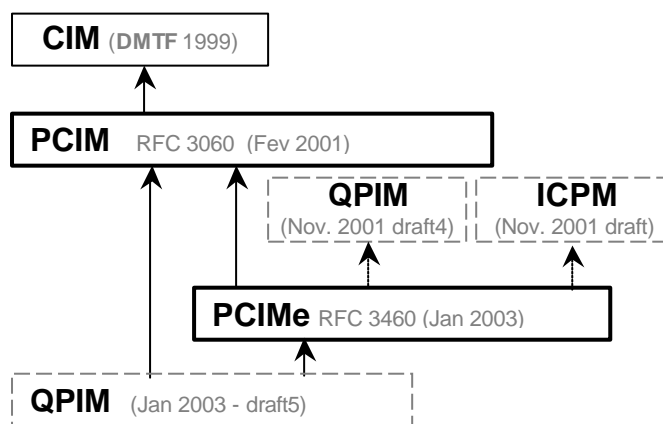 CIM (DMTF 1999)
PCIM RFC 3060 (Fev 2001)
QPIM
(Nov. 2001 draft4)
ICPM
(Nov. 2001 draft)
PCIMe RFC 3460 (Jan 2003)
QPIM (Jan 2003 - draft5)